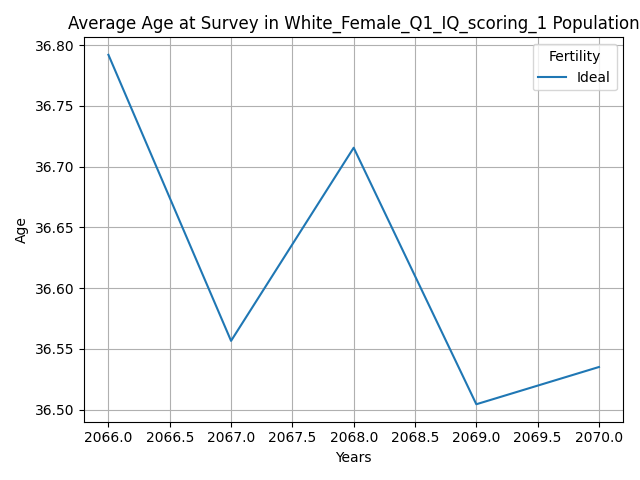 Average Age at Survey in White_Female_Q1_IQ_scoring_1 Population
Fertility
Ideal
36.80
36.75
36.70
36.65
36.60
36.55
36.50
Age
2066.0 2066.5 2067.0 2067.5 2068.0 2068.5 2069.0 2069.5 2070.0
Years